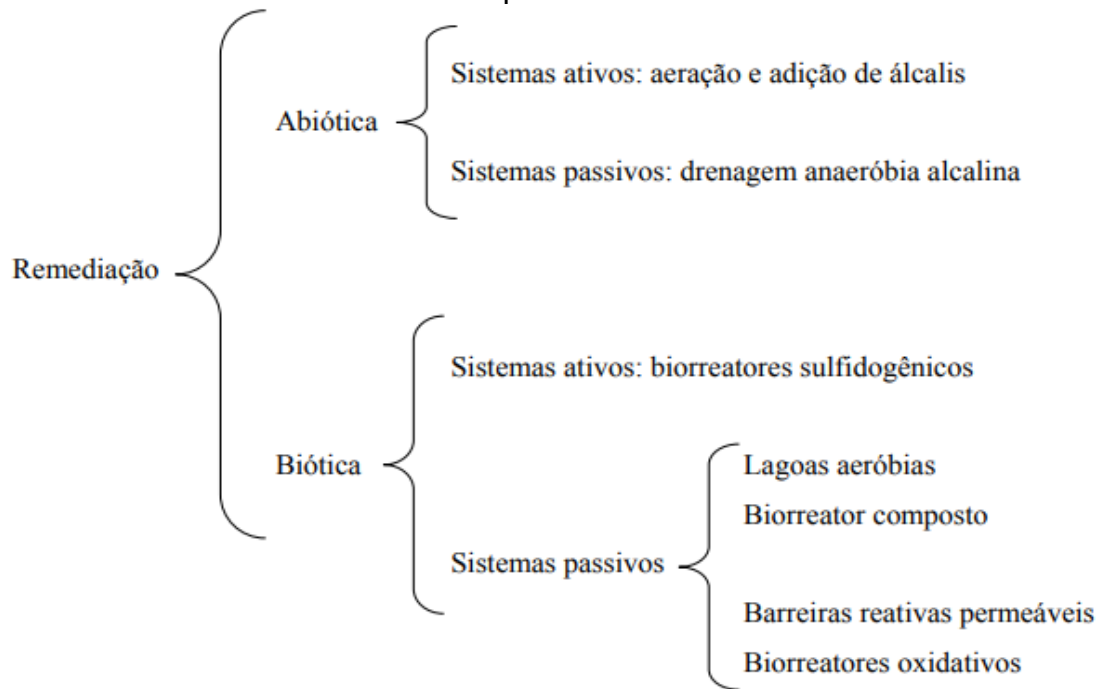 Remediação
Abiótica
Sistemas ativos: aeração e adição de álcalis
Sistemas passivos: drenagem anaeróbia alcalina
Biótica
Sistemas ativos: biorreatores sulfidogênicos
Sistemas passivos
Lagoas aeróbias
Biorreator composto
Barreiras reativas permeáveis
Biorreatores oxidativos